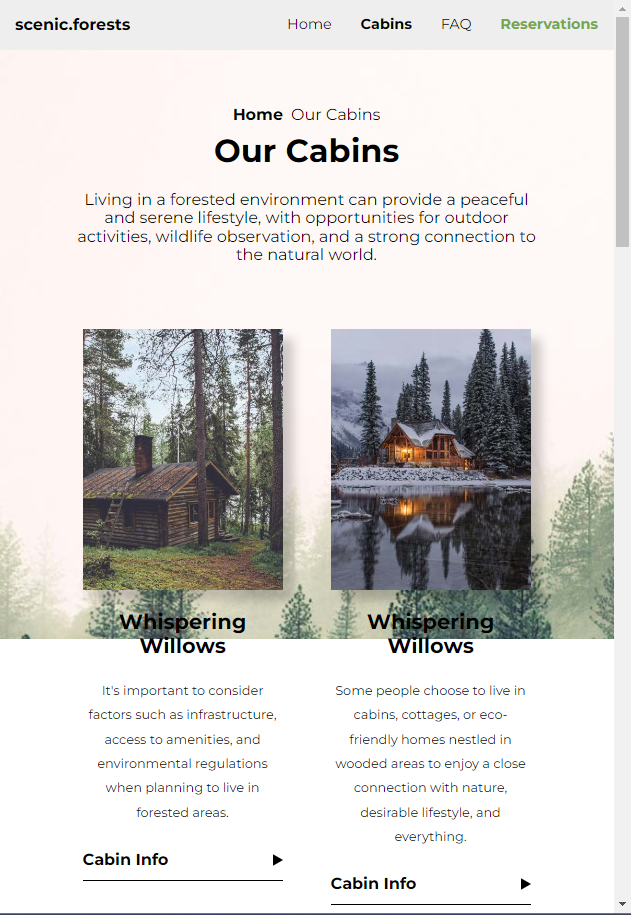 scenic.forests
Home Cabins FAQ Reservations
Home Our Cabins
Our Cabins
Living in a forested environment can provide a peaceful
and serene lifestyle, with opportunities for outdoor
activities, wildlife observation, and a strong connection to
the natural world.
Whispering
Willows
It's important to consider
factors such as infrastructure,
access to amenities, and
environmental regulations
when planning to live in
forested areas.
Cabin Info
Whispering
Willows
Some people choose to live in
cabins, cottages, or eco-
friendly homes nestled in
wooded areas to enjoy a close
connection with nature,
desirable lifestyle, and
everything.
Cabin Info